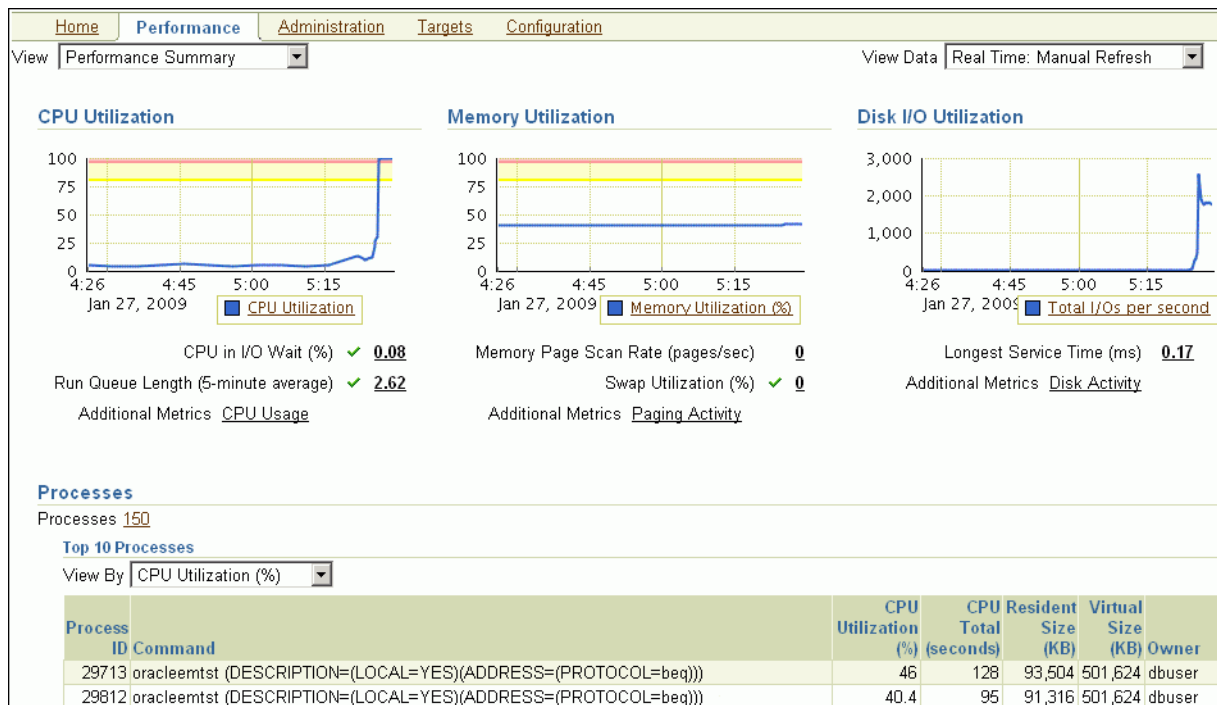 Home Performance Administration Targets Configuration
View Performance Summary View Data Real Time: Manual Refresh
CPU Utilization Memory Utilization Disk I/O Utilization
100 100 3,000
75 75 2,000
50 50 1,000
25 25 0
0 0
4:26 4:45 5:00 5:15 4:26 4:45 5:00 5:15 4:26 4:45 5:00 5:15
Jan 27, 2009 CPU Utilization Jan 27, 2009 Memory Utilization (%) Jan 27, 2009 Total I/Os per second
CPU in I/O Wait (%) 0.08 Memory Page Scan Rate (pages/sec) 0 Longest Service Time (ms) 0.17
Run Queue Length (5-minute average) 2.62 Swap Utilization (%) 0 Additional Metrics Disk Activity
Additional Metrics CPU Usage Additional Metrics Paging Activity
Processes
Processes 150
Top 10 Processes
View By CPU Utilization (%)
CPU CPU Resident Virtual
Process Utilization Total Size Size
ID Command (%) (seconds) (KB) (KB) Owner
29713 oracleemtst (DESCRIPTION=(LOCAL=YES)(ADDRESS=(PROTOCOL=beq))) 46 128 93,504 501,624 dbuser
29812 oracleemtst (DESCRIPTION=(LOCAL=YES)(ADDRESS=(PROTOCOL=beq))) 40.4 95 91,316 501,624 dbuser